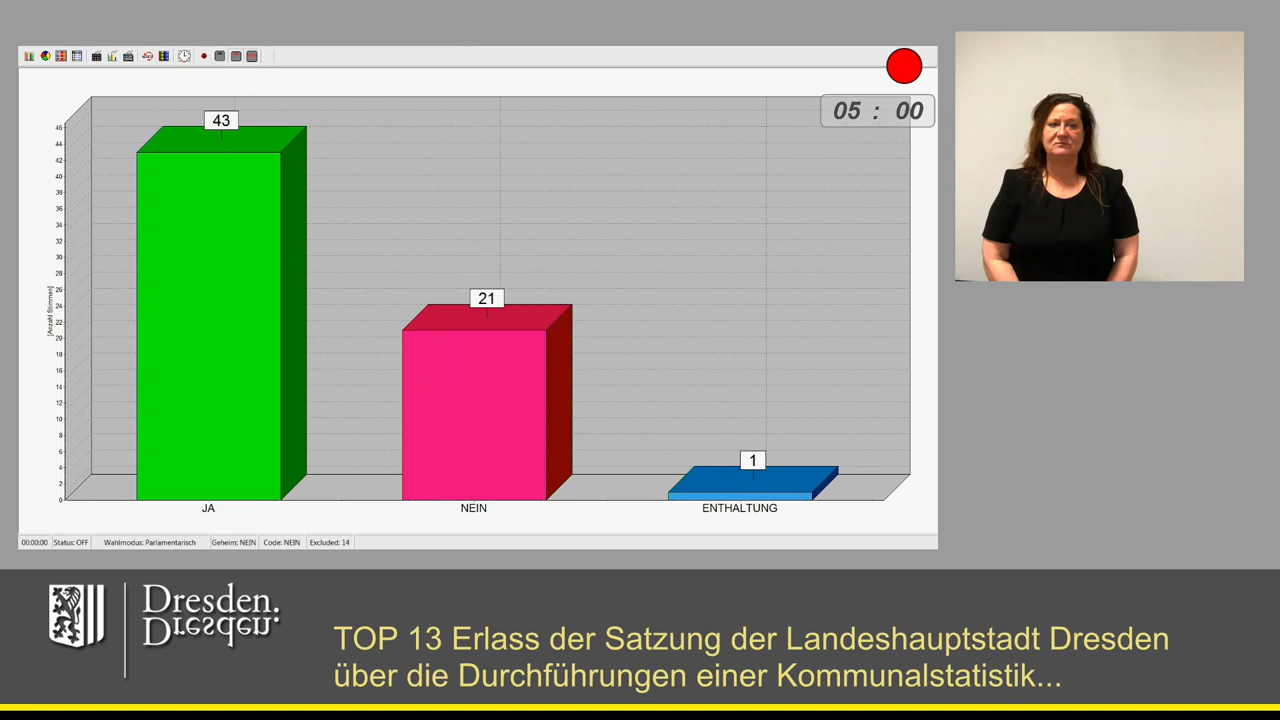 43
05 : 00
46
44
42
40
38
36
34
32
30
28
26
24
22
20
18
16
14
12
10
8
6
4
2
0
[Anzahl Stimmen]
21
1
JA
NEIN
ENTHALTUNG
00:00:00 Status: OFF Wahlmodus: Parlamentarisch Geheim: NEIN Code: NEIN Excluded: 14
Dresden.
Dresden.
TOP 13 Erlass der Satzung der Landeshauptstadt Dresden
über die Durchführungen einer Kommunalstatistik...